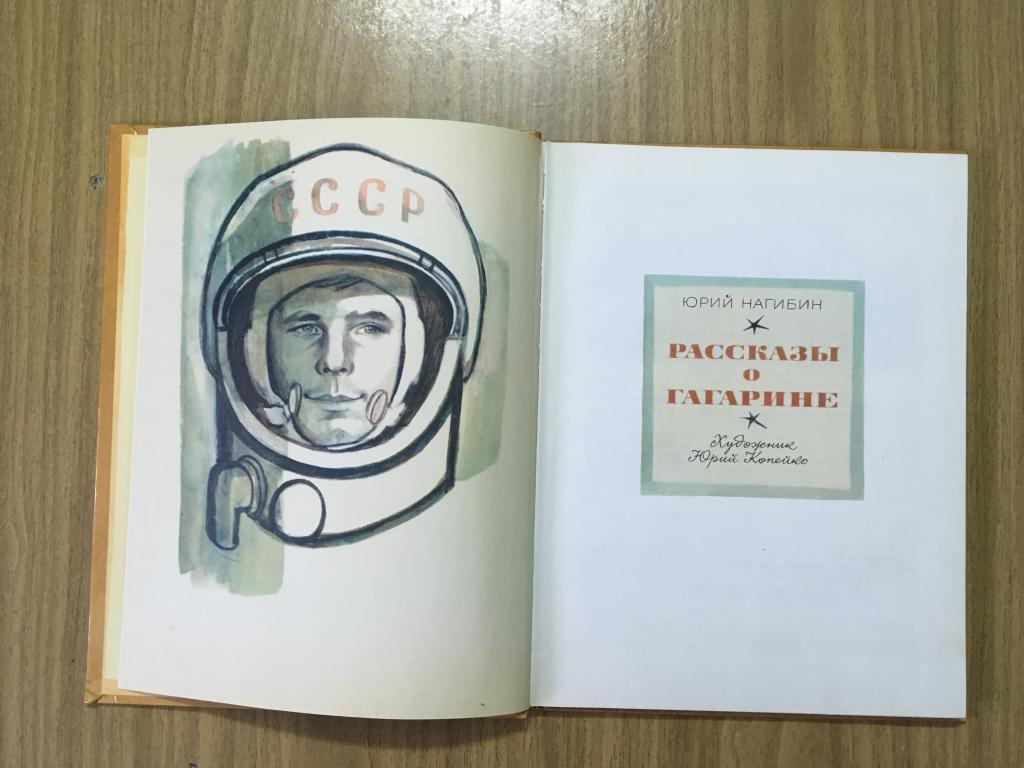 СССР
ЮРИЙ НАГИБИН
РАССКАЗЫ
О
ГАГАРИНЕ
Художник
Юрий Копейко